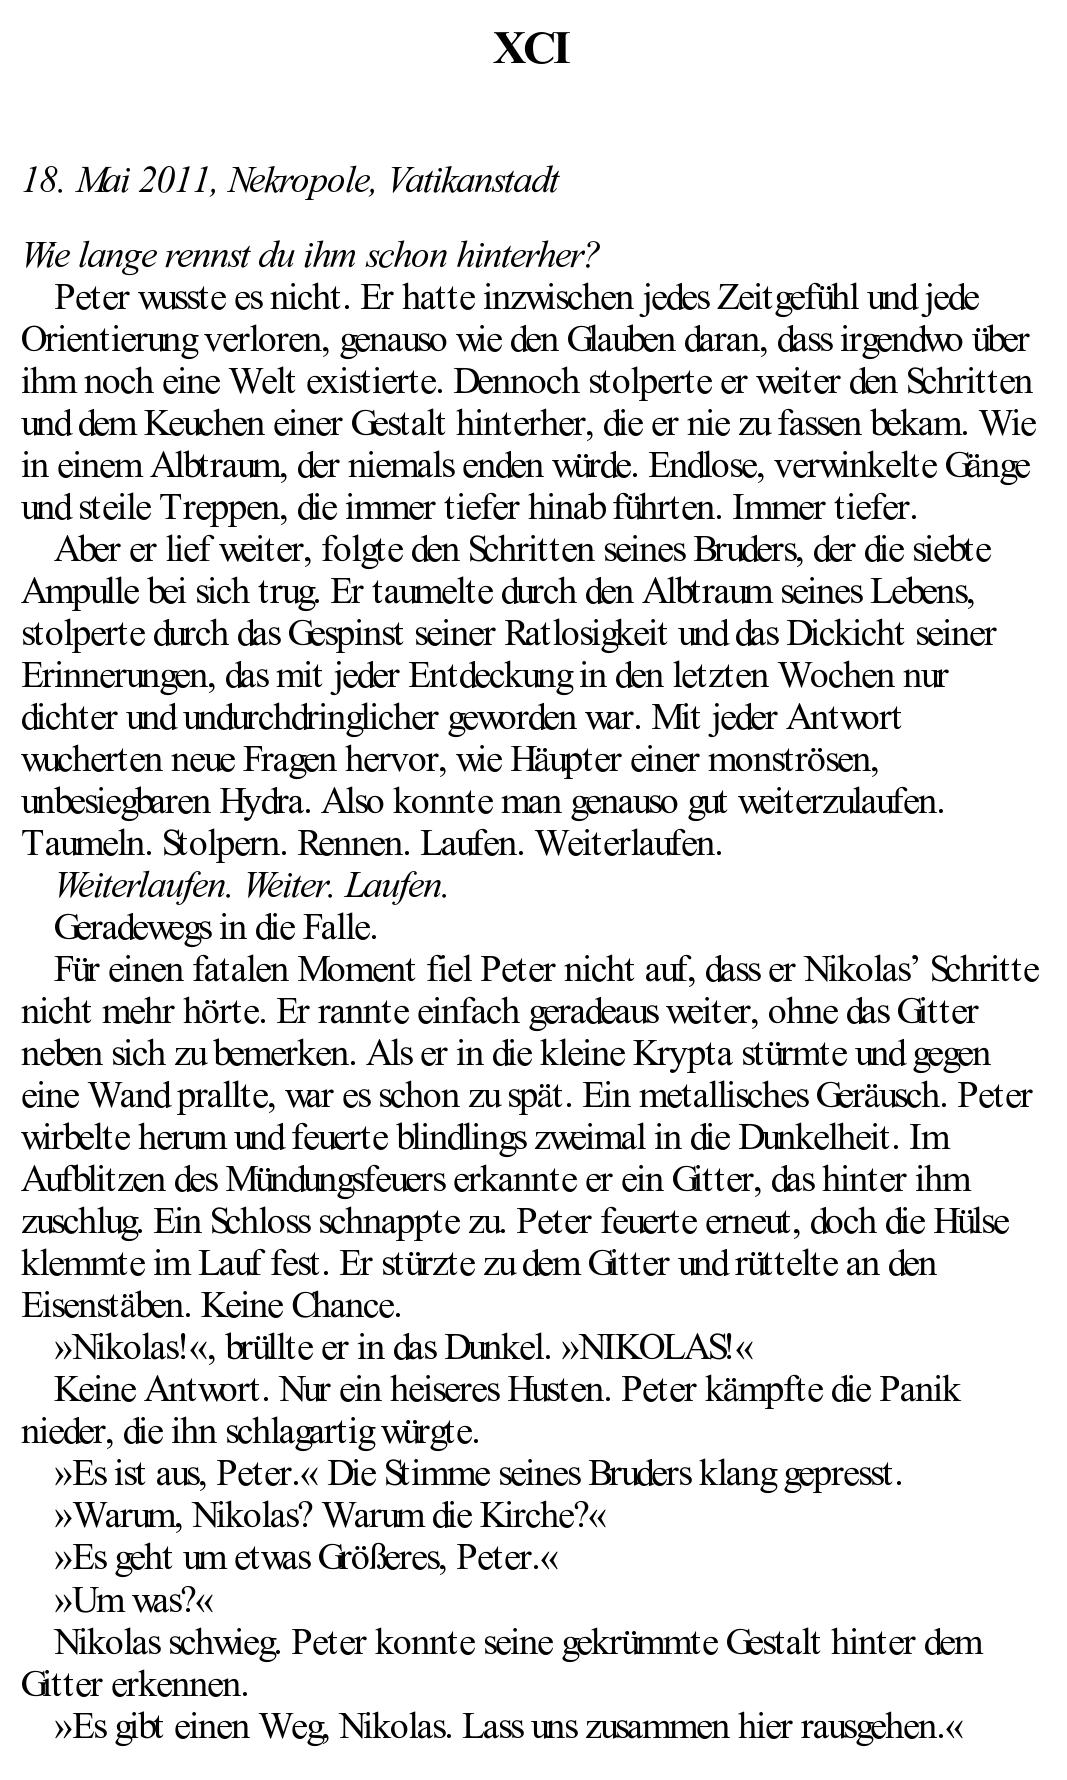 XCI
18. Mai 2011, Nekropole, Vatikanstadt
Wie lange rennst du ihm schon hinterher?
Peter wusste es nicht. Er hatte inzwischen jedes Zeitgefühl und jede
Orientierung verloren, genauso wie den Glauben daran, dass irgendwo über
ihm noch eine Welt existierte. Dennoch stolperte er weiter den Schritten
und dem Keuchen einer Gestalt hinterher, die er nie zu fassen bekam. Wie
in einem Albtraum, der niemals enden würde. Endlose, verwinkelte Gänge
und steile Treppen, die immer tiefer hinab führten. Immer tiefer.
Aber er lief weiter, folgte den Schritten seines Bruders, der die siebte
Ampulle bei sich trug. Er taumelte durch den Albtraum seines Lebens,
stolperte durch das Gespinst seiner Ratlosigkeit und das Dickicht seiner
Erinnerungen, das mit jeder Entdeckung in den letzten Wochen nur
dichter und undurchdringlicher geworden war. Mit jeder Antwort
wucherten neue Fragen hervor, wie Häupter einer monströsen,
unbesiegbaren Hydra. Also konnte man genauso gut weiterzulaufen.
Taumeln. Stolpern. Rennen. Laufen. Weiterlaufen.
Weiterlaufen. Weiter. Laufen.
Geradewegs in die Falle.
Für einen fatalen Moment fiel Peter nicht auf, dass er Nikolas’ Schritte
nicht mehr hörte. Er rannte einfach geradeaus weiter, ohne das Gitter
neben sich zu bemerken. Als er in die kleine Krypta stürmte und gegen
eine Wand prallte, war es schon zu spät. Ein metallisches Geräusch. Peter
wirbelte herum und feuerte blindlings zweimal in die Dunkelheit. Im
Aufblitzen des Mündungsfeuers erkannte er ein Gitter, das hinter ihm
zuschlug. Ein Schloss schnappte zu. Peter feuerte erneut, doch die Hülse
klemmte im Lauf fest. Er stürzte zu dem Gitter und rüttelte an den
Eisenstäben. Keine Chance.
»Nikolas!«, brüllte er in das Dunkel. »NIKOLAS!«
Keine Antwort. Nur ein heiseres Husten. Peter kämpfte die Panik
nieder, die ihn schlagartig würgte.
»Es ist aus, Peter.« Die Stimme seines Bruders klang gepresst.
»Warum, Nikolas? Warum die Kirche?«
»Es geht um etwas Größeres, Peter.«
»Um was?«
Nikolas schwieg. Peter konnte seine gekrümmte Gestalt hinter dem
Gitter erkennen.
»Es gibt einen Weg, Nikolas. Lass uns zusammen hier rausgehen.«